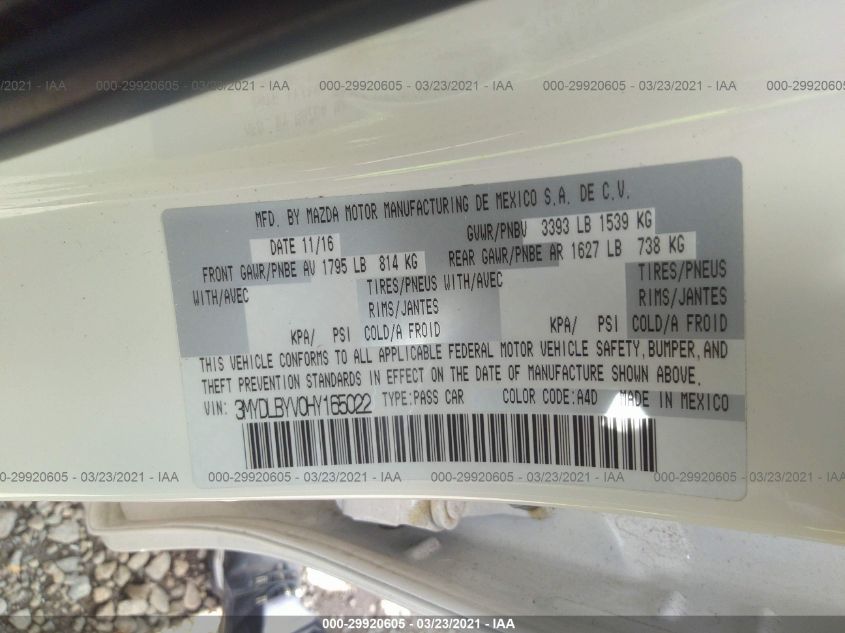 3/2021 - IAA 000-29920605 - 03/23/2021 - IAA 000-29920605 - 03/23/2021 - IAA 000-29920605 - 03/23/2021
MFD. BY MAZDA MOTOR MANUFACTURING DE MEXICO S.A. DE C.V.
DATE 11/16 GVWR/PNBV 3393 LB 1539 KG
FRONT GAWR/PNBE AV 1795 LB 814 KG REAR GAWR/PNBE AR 1627 LB 738 KG
WITH/AVEC TIRES/PNEUS WITH/AVEC TIRES/PNEUS
RIMS/JANTES RIMS/JANTES
KPA/ PSI COLD/A FROID KPA/ PSI COLD/A FROID
THIS VEHICLE CONFORMS TO ALL APPLICABLE FEDERAL MOTOR VEHICLE SAFETY, BUMPER, AND
THEFT PREVENTION STANDARDS IN EFFECT ON THE DATE OF MANUFACTURE SHOWN ABOVE.
VIN: 3MYDLBYV0HY165022 TYPE:PASS CAR COLOR CODE:A4D MADE IN MEXICO
000-29920605 - 03/23/2021 - IAA 000-29920605 - 03/23/2021 - IAA 000-29920605 - 03/23/2021 - IAA
000-29920605 - 03/23/2021 - IAA